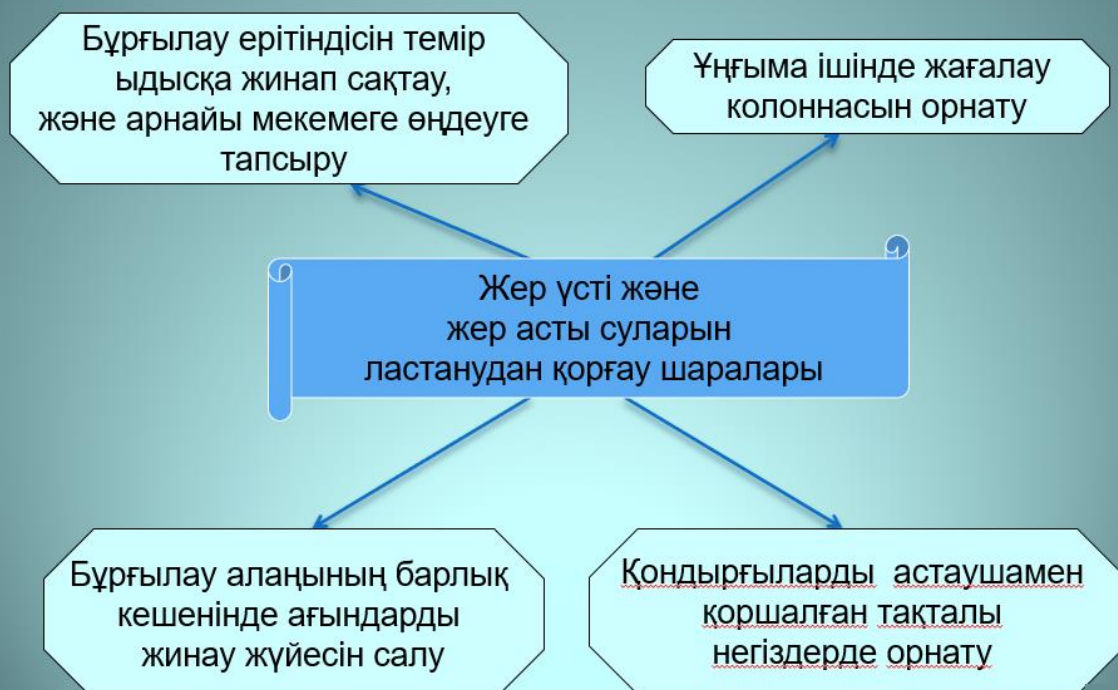 Бұрғылау ерітіндісін темір
ыдысқа жинап сақтау,
және арнайы мекемеге өңдеуге
тапсыру
Ұңғыма ішінде жағалау
колоннасын орнату
Жер үсті және
жер асты суларын
ластанудан қорғау шаралары
Бұрғылау алаңының барлық
кешенінде ағындарды
жинау жүйесін салу
Қондырғыларды астаушамен
қоршалған тақталы
негіздерде орнату